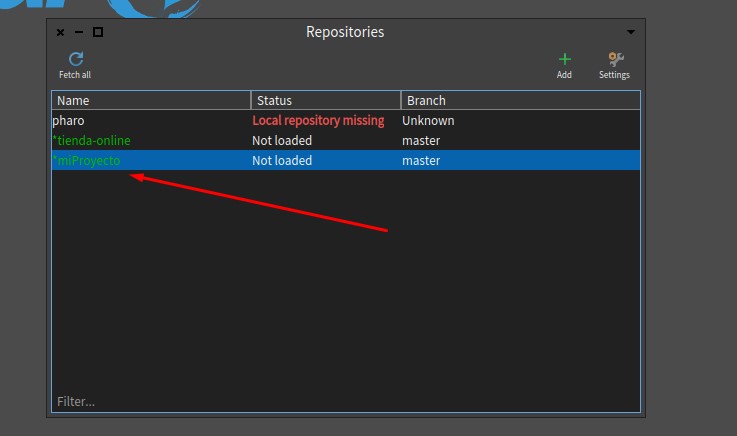 Repositories
Fetch all
Add
Settings
Name Status Branch
pharo Local repository missing Unknown
*tienda-online Not loaded master
*miProyecto Not loaded master
Filter...